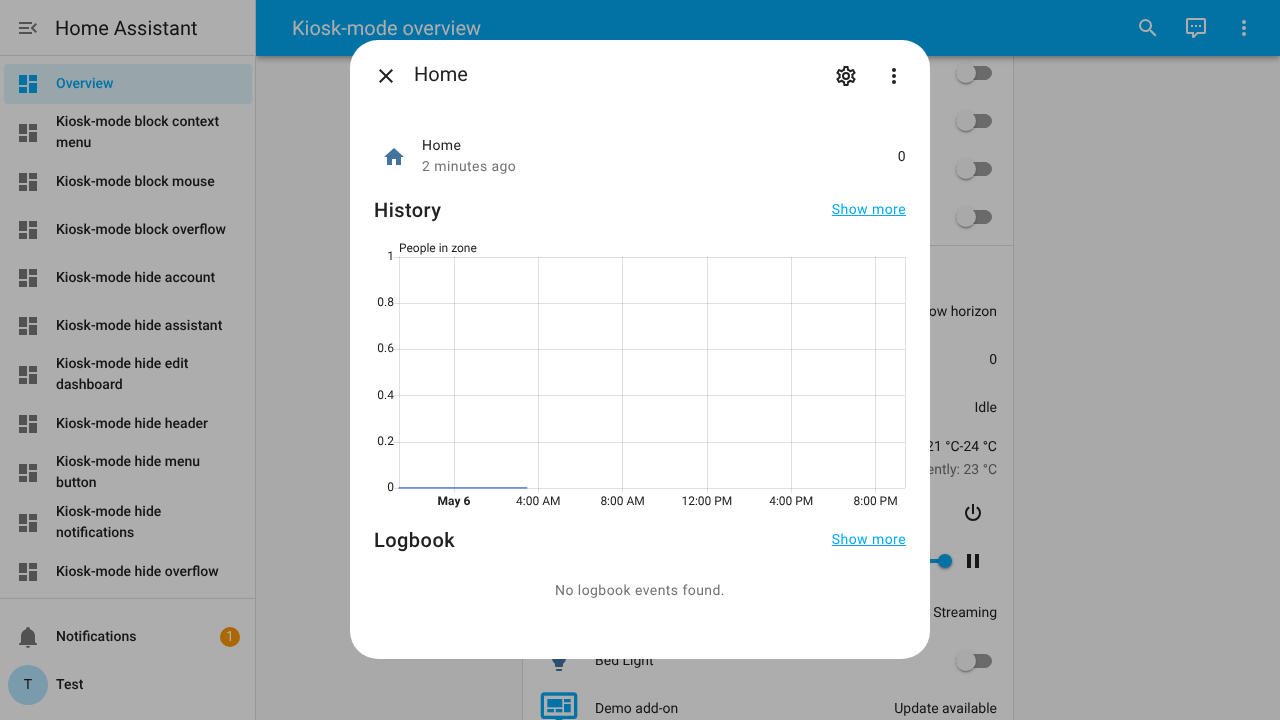 Home Assistant
Overview
Kiosk-mode block context
menu
Kiosk-mode block mouse
Kiosk-mode block overflow
Kiosk-mode hide account
Kiosk-mode hide assistant
Kiosk-mode hide edit
dashboard
Kiosk-mode hide header
Kiosk-mode hide menu
button
Kiosk-mode hide
notifications
Kiosk-mode hide overflow
Notifications
1
T
Test
Kiosk-mode overview
Home
Home
2 minutes ago
0
History
Show more
People in zone
1
0.8
0.6
0.4
0.2
0
May 6
4:00 AM
8:00 AM
12:00 PM
4:00 PM
8:00 PM
Logbook
Show more
No logbook events found.
ow horizon
0
Idle
21 °C-24 °C
ently: 23 °C
Streaming
Bed Light
Demo add-on
Update available